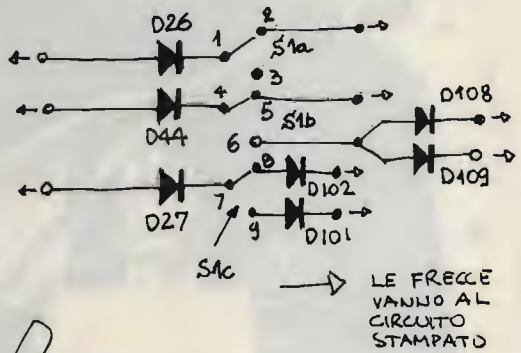 D26
1
2
S1a
3
D44
4
5
S1b
6
D108
D109
D27
7
8
D102
9
D101
S1c
LE FRECCE
VANNO AL
CIRCUITO
STAMPATO